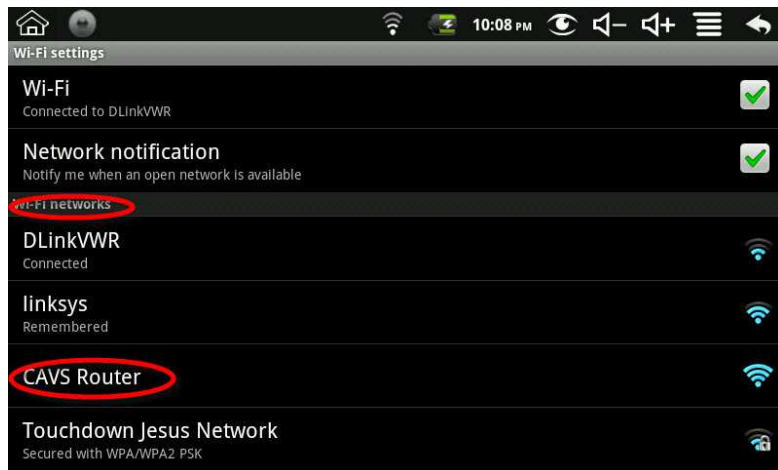 10:08 PM
Wi-Fi settings
Wi-Fi
Connected to DLinkVWR
Network notification
Notify me when an open network is available
Wi-Fi networks
DLinkVWR
Connected
linksys
Remembered
CAVS Router
Touchdown Jesus Network
Secured with WPA/WPA2 PSK